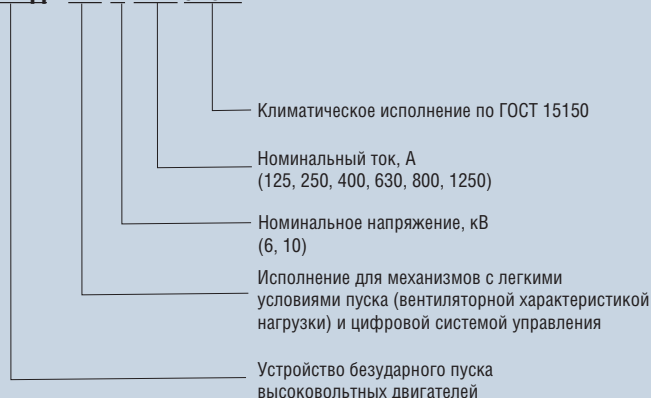 Климатическое исполнение по ГОСТ 15150
Номинальный ток, А
(125, 250, 400, 630, 800, 1250)
Номинальное напряжение, кВ
(6, 10)
Исполнение для механизмов с легкими
условиями пуска (вентиляторной характеристикой
нагрузки) и цифровой системой управления
Устройство безударного пуска
высоковольтных двигателей